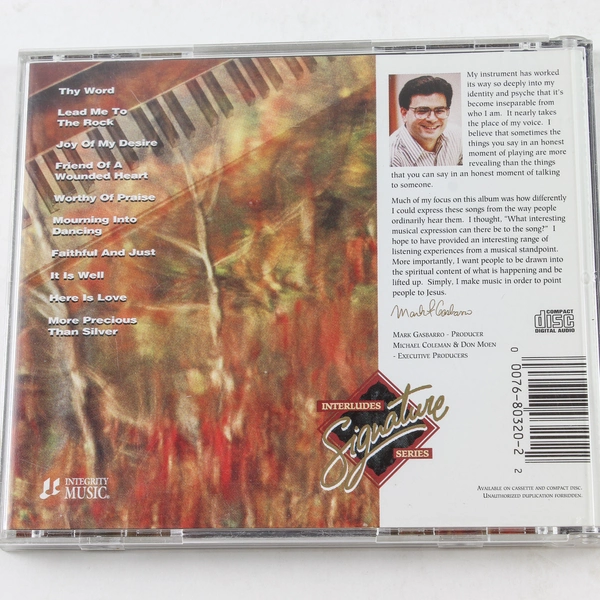 Thy Word
Lead Me To
The Rock
Joy Of My Desire
Friend Of A
Wounded Heart
Worthy Of Praise
Mourning Into
Dancing
Faithful And Just
It Is Well
Here Is Love
More Precious
Than Silver
INTEGRITY
MUSIC®
My instrument has worked
its way so deeply into my
identity and psyche that it's
become inseparable from
who I am. It nearly takes
the place of my voice. I
believe that sometimes the
things you say in an honest
moment of playing are more
revealing than the things
that you can say in an honest moment of talking
to someone.
Much of my focus on this album was how differently
I could express these songs from the way people
ordinarily hear them. I thought, "What interesting
musical expression can there be to the song?" I
hope to have provided an interesting range of
listening experiences from a musical standpoint.
More importantly, I want people to be drawn into
the spiritual content of what is happening and be
lifted up. Simply, I make music in order to point
people to Jesus.
Mark Gasbarro
MARK GASBARRO - PRODUCER
MICHAEL COLEMAN & DON MOEN
- EXECUTIVE PRODUCERS
COMPACT
disc
DIGITAL AUDIO
0 0076-80320-2 2
INTERLUDES
Signature
SERIES
AVAILABLE ON CASSETTE AND COMPACT DISC.
UNAUTHORIZED DUPLICATION FORBIDDEN.